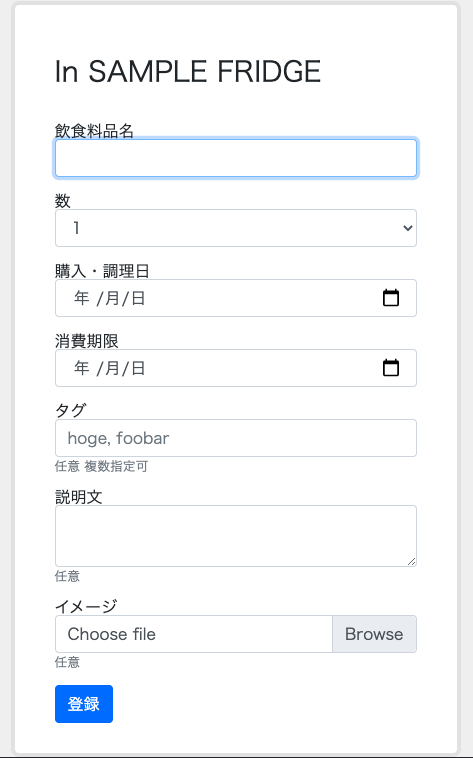 In SAMPLE FRIDGE
飲食料品名
数
1
購入・調理日
年 /月/日
消費期限
年 /月/日
タグ
hoge, foobar
任意 複数指定可
説明文
任意
イメージ
Choose file
Browse
任意
登録